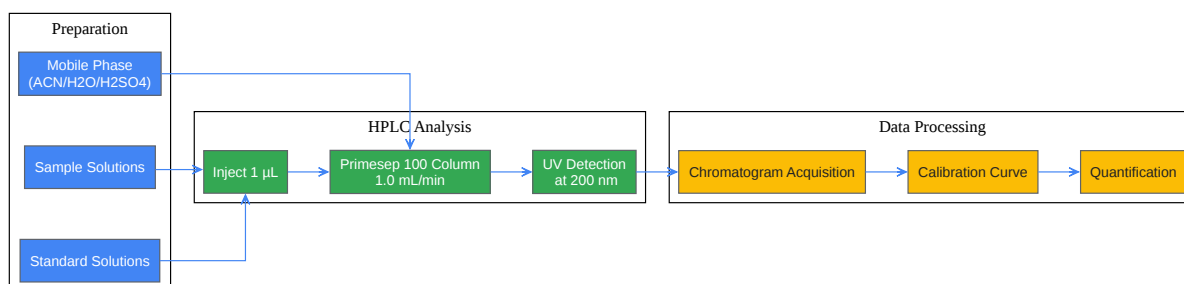 Preparation
Mobile Phase
(ACN/H2O/H2SO4)
Sample Solutions
Standard Solutions
HPLC Analysis
Inject 1 µL
Primesep 100 Column
1.0 mL/min
UV Detection
at 200 nm
Data Processing
Chromatogram Acquisition
Calibration Curve
Quantification